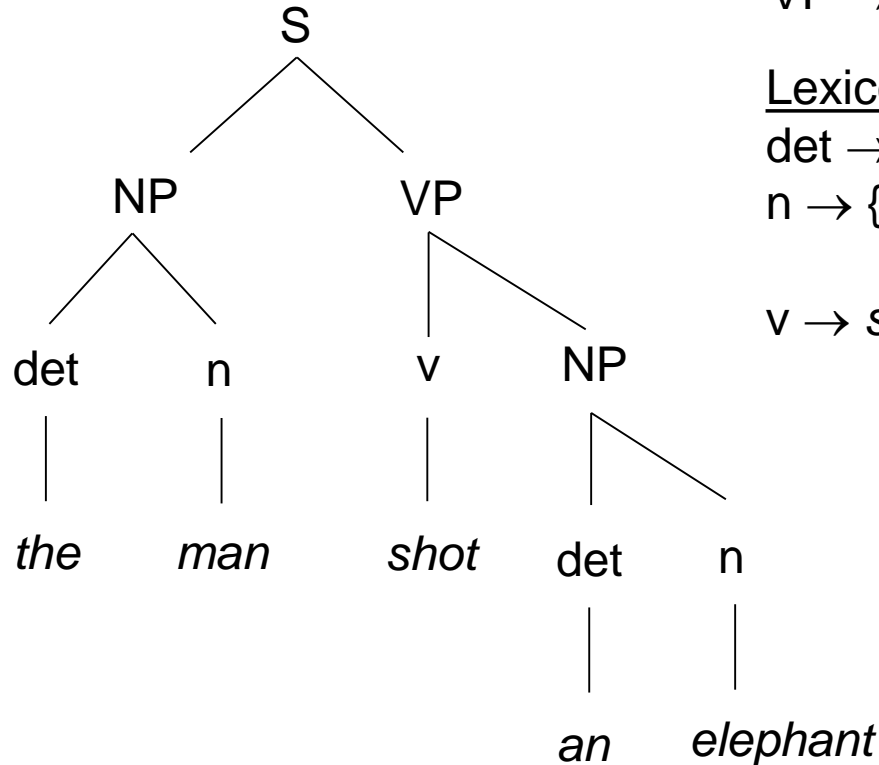 S
VP →
NP VP
Lexic
det →
n → {
det n v NP
v →
the man shot det n
an elephant